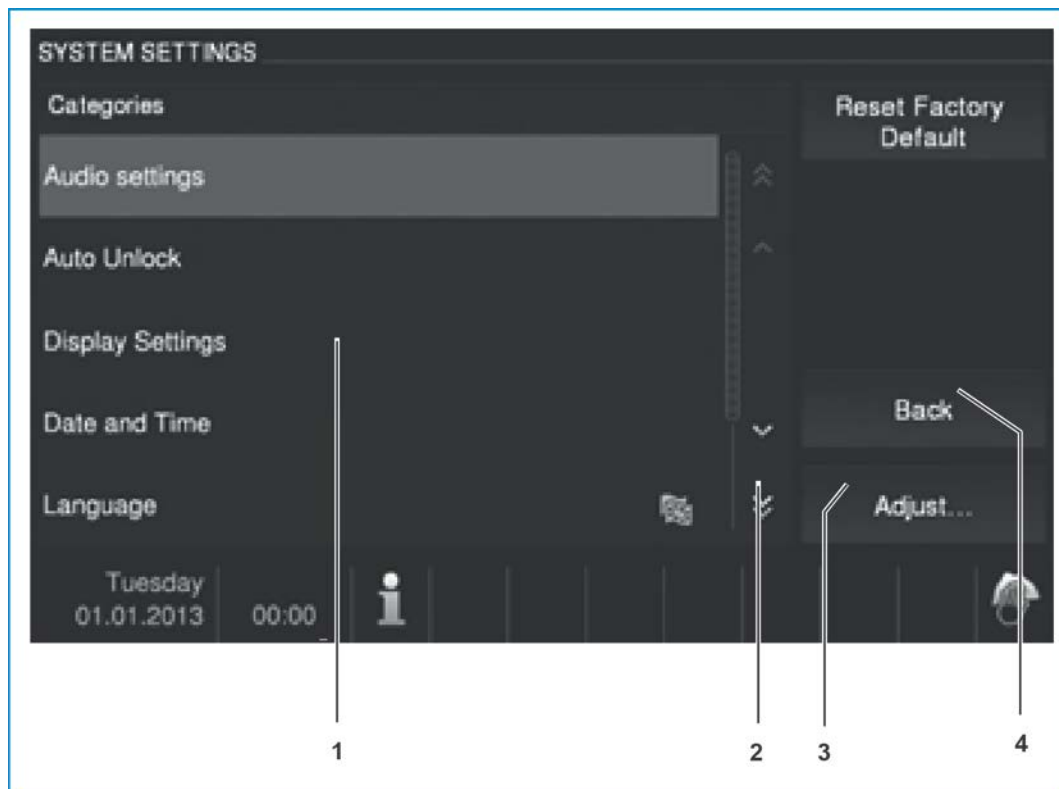 SYSTEM SETTINGS
Categories
Reset Factory
Default
Audio settings
Auto Unlock
Display Settings
Date and Time
Back
Language
Adjust...
Tuesday
01.01.2013
00:00
1
2
3
4